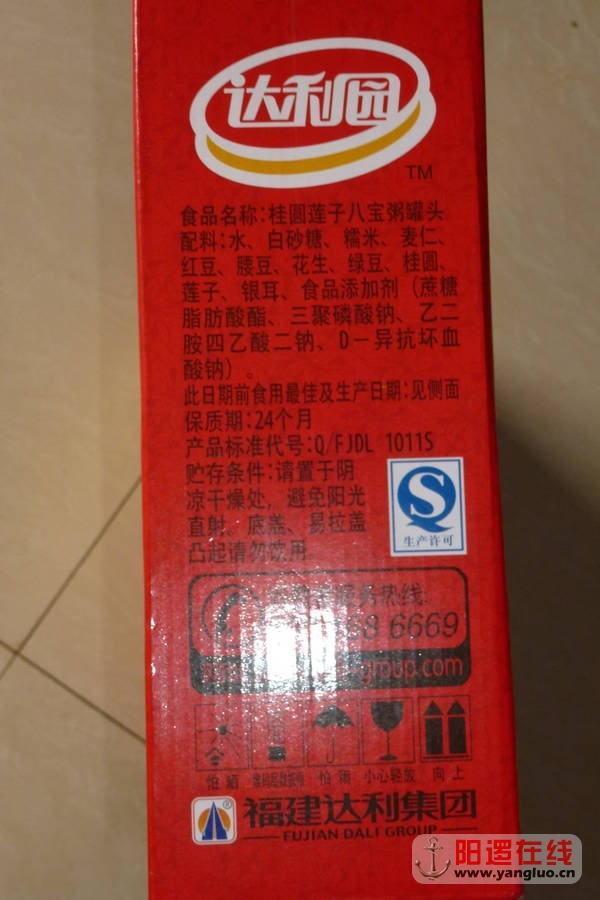 达利园
TM
食品名称:桂圆莲子八宝粥罐头
配料:水、白砂糖、糯米、麦仁、
红豆、腰豆、花生、绿豆、桂圆、
莲子、银耳、食品添加剂（蔗糖
脂肪酸酯、三聚磷酸钠、乙二
胺四乙酸二钠、D一异抗坏血
酸钠）。
此日期前食用最佳及生产日期:见侧面
保质期:24个月
产品标准代号:Q/FJDL 1011S
贮存条件:请置于阴
凉干燥处，避免阳光
直射。底盖、易拉盖
凸起请勿饮用。
生产许可
服务热线:
68 6669
group.com
怕晒
怕雨
小心轻放
向上
®
福建达利集团
FUJIAN DALI GROUP
阳逻在线
www.yangluo.cn